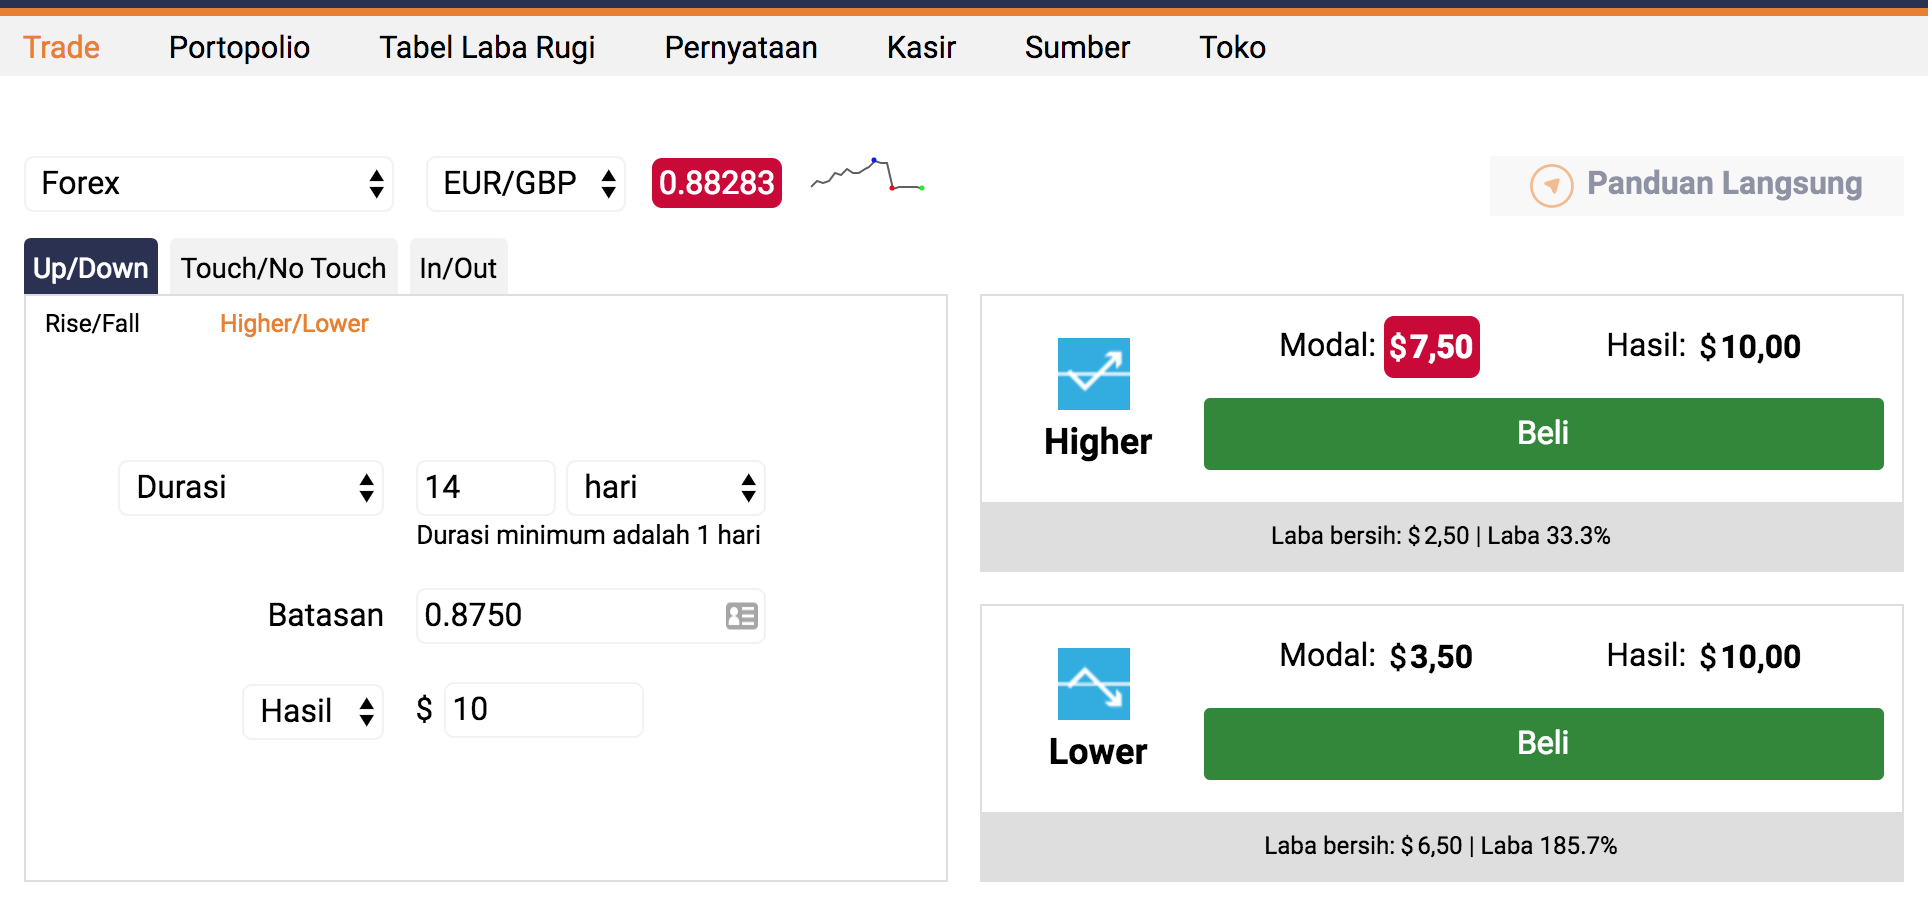 Trade Portopolio Tabel Laba Rugi Pernyataan Kasir Sumber Toko
Forex EUR/GBP 0.88283 Panduan Langsung
Up/Down Touch/No Touch In/Out
Rise/Fall Higher/Lower
Durasi 14 hari
Durasi minimum adalah 1 hari
Batasan 0.8750
Hasil $ 10
Modal: $7,50 Hasil: $10,00
Higher
Beli
Laba bersih: $2,50 | Laba 33.3%
Modal: $3,50 Hasil: $10,00
Lower
Beli
Laba bersih: $6,50 | Laba 185.7%